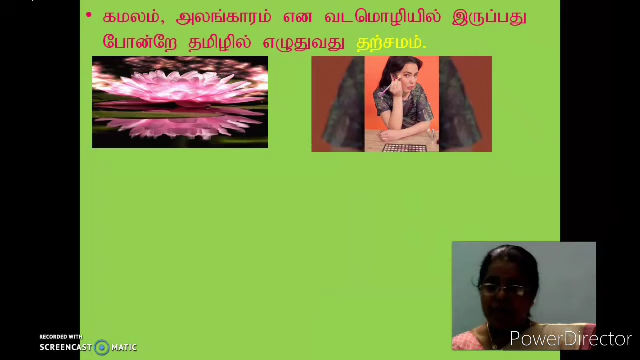 • கமலம், அலங்காரம் என வடமொழியில் இருப்பது
போன்றே தமிழில் எழுதுவது தற்சமம்.
PowerDirector
RECORDED WITH
SCREENCAST MATIC